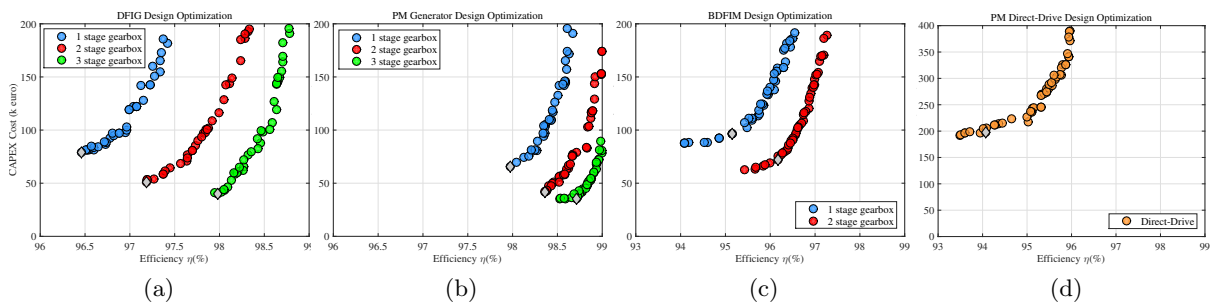 DFIG Design Optimization
CAPEX Cost (k euro)
200
150
100
50
0
1 stage gearbox
2 stage gearbox
3 stage gearbox
96 96.5 97 97.5 98 98.5 99
Efficiency η(%)
(a)
PM Generator Design Optimization
200
150
100
50
0
1 stage gearbox
2 stage gearbox
3 stage gearbox
96 96.5 97 97.5 98 98.5 99
Efficiency η(%)
(b)
BDFIM Design Optimization
200
150
100
50
0
1 stage gearbox
2 stage gearbox
93 94 95 96 97 98 99
Efficiency η(%)
(c)
PM Direct-Drive Design Optimization
400
350
300
250
200
150
100
50
0
Direct-Drive
93 94 95 96 97 98 99
Efficiency η(%)
(d)